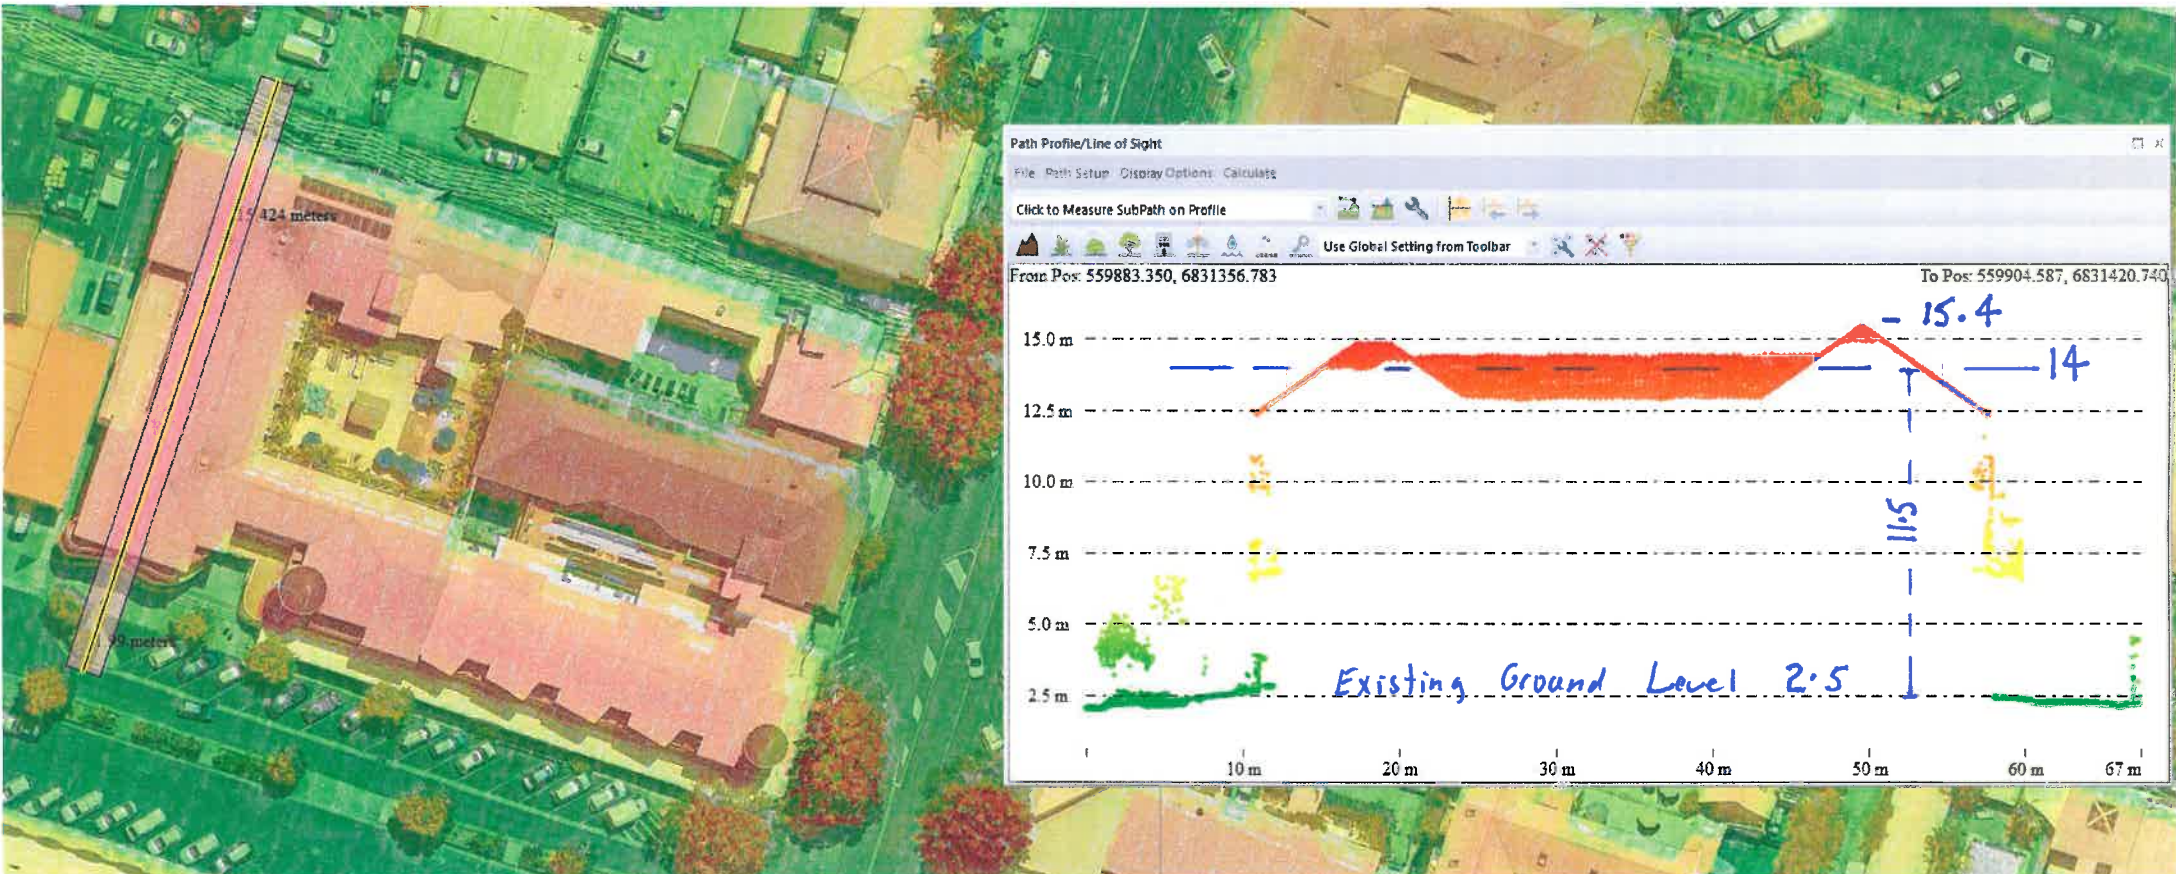 15.424 meters
1.99 meters
Path Profile/Line of Sight
File Path Setup Display Options Calculate
Click to Measure SubPath on Profile
Use Global Setting from Toolbar
From Pos: 559883.350, 6831356.783
To Pos: 559904.587, 6831420.740
- 15.4
15.0 m
14
12.5 m
10.0 m
11.5
7.5 m
5.0 m
Existing Ground Level 2.5
2.5 m
10 m 20 m 30 m 40 m 50 m 60 m 67 m